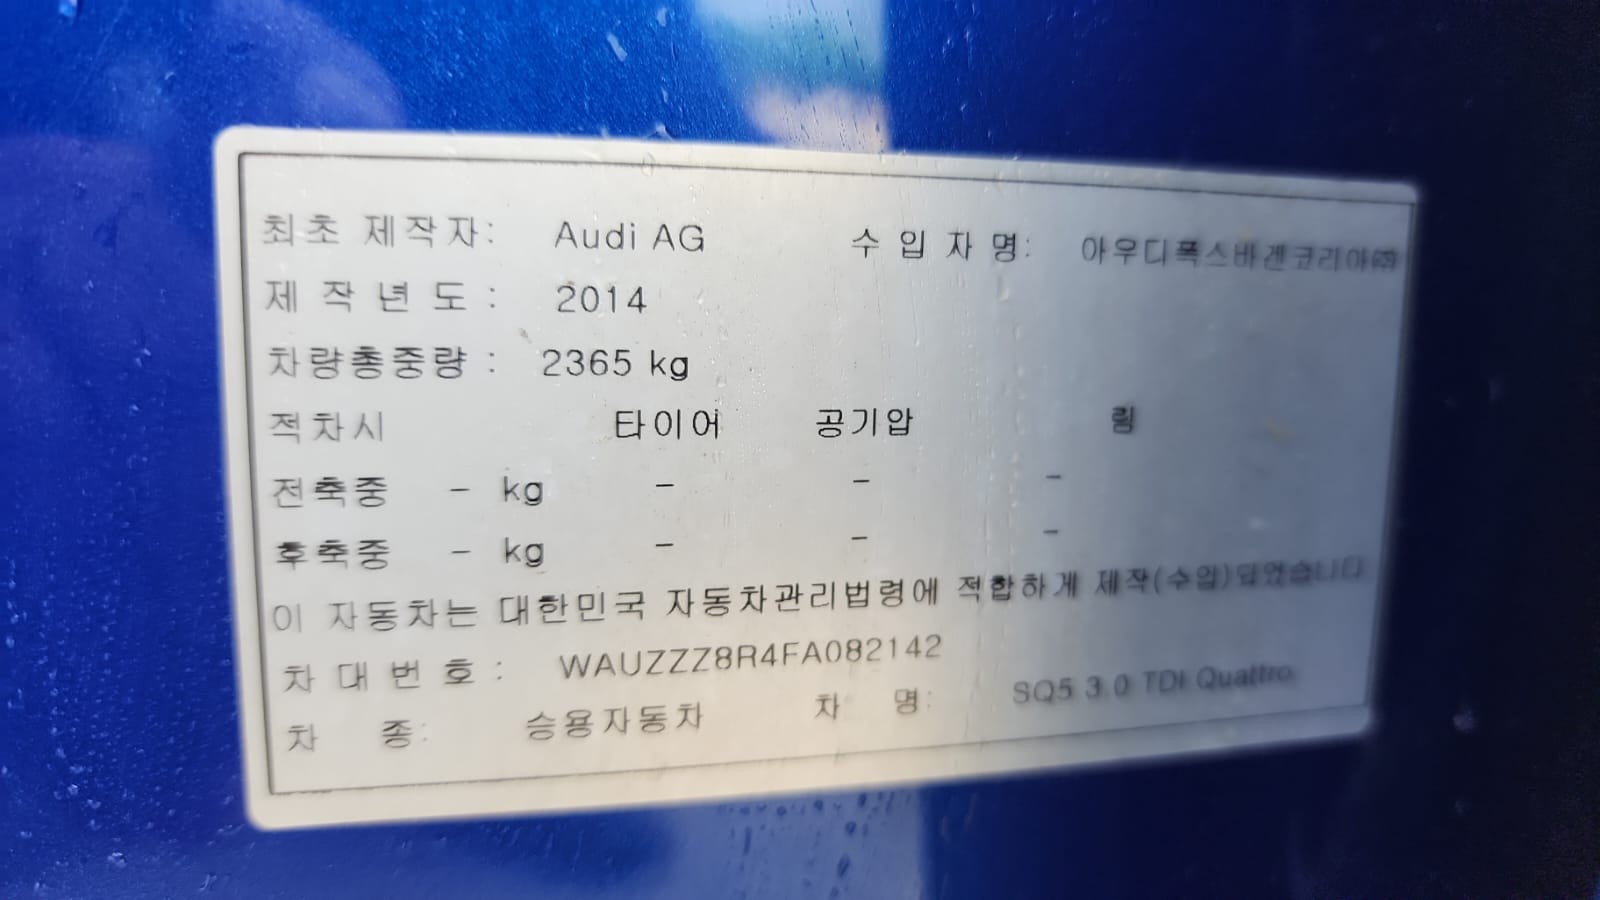 최초 제작자: Audi AG 수 입 자 명: 아우디폭스바겐코리아㈜
제 작 년 도 : 2014
차량총중량 : 2365 kg
적차시 타이어 공기압 림
전축중 - kg - - -
후축중 - kg - - -
이 자동차는 대한민국 자동차관리법령에 적합하게 제작(수입)되었습니다
차 대 번 호 : WAUZZZ8R4FA082142
차 종: 승용자동차 차 명: SQ5 3.0 TDI Quattro